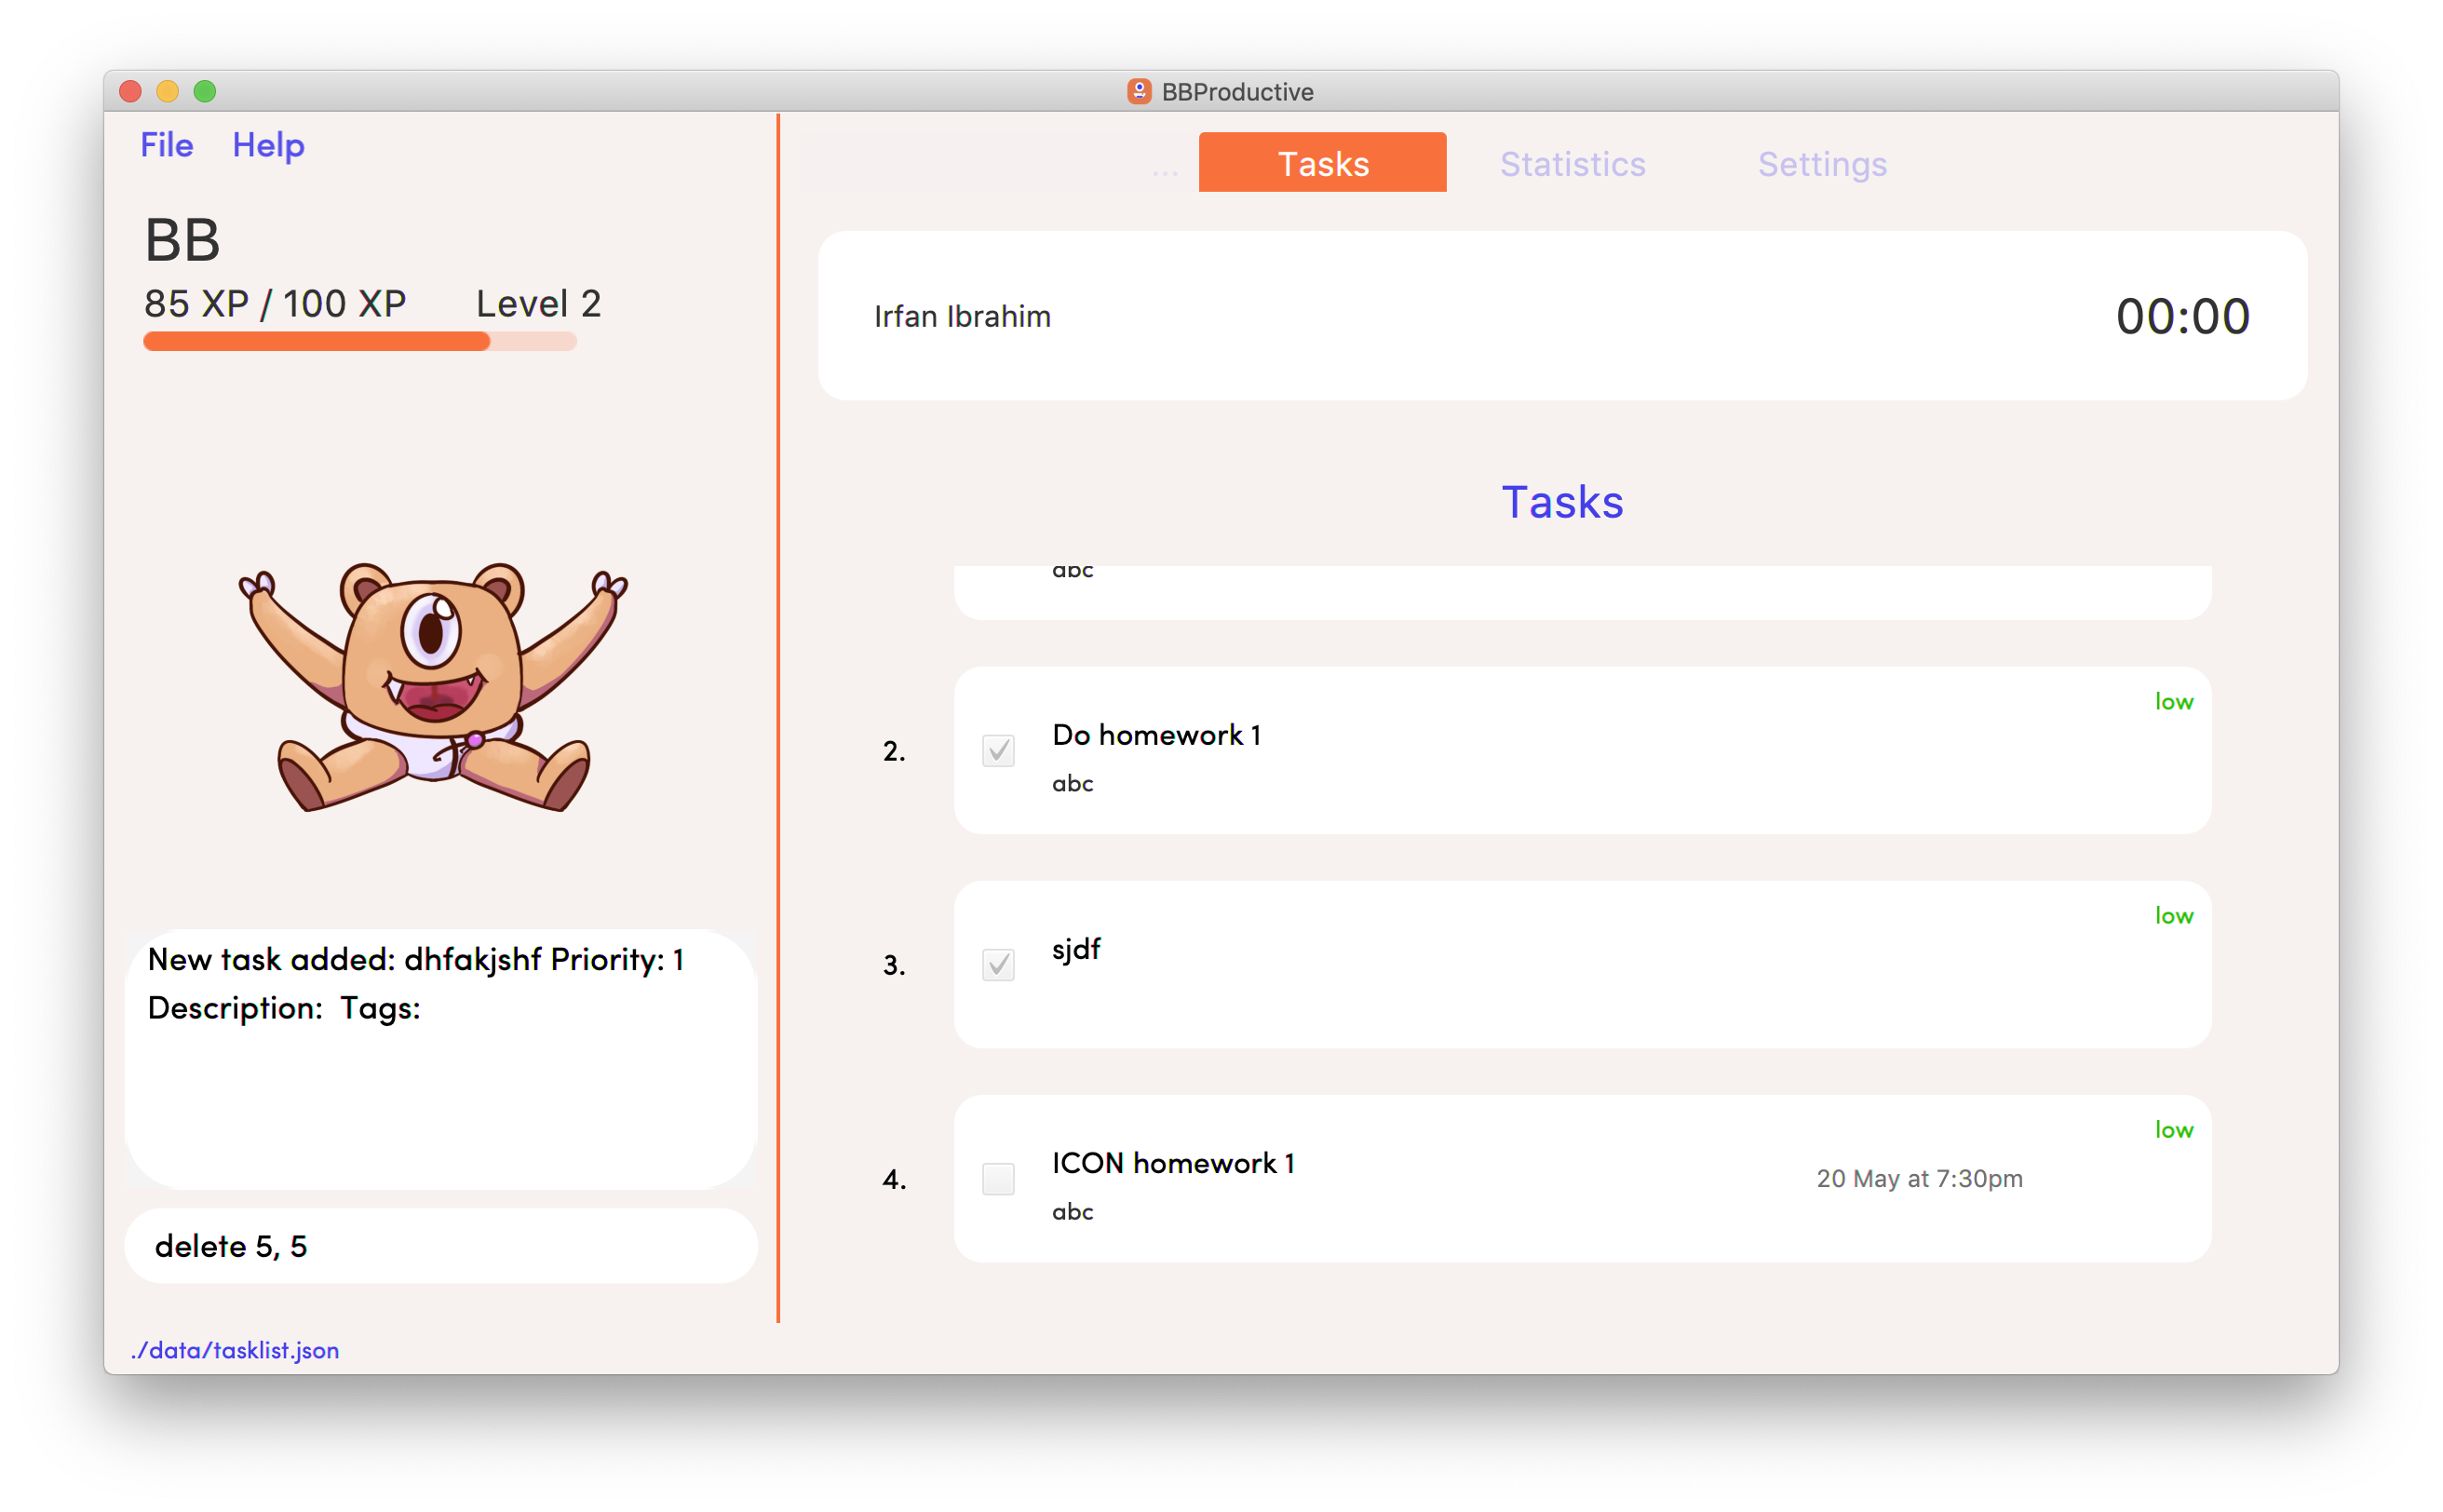 BBProductive
File Help
... Tasks Statistics Settings
BB
85 XP / 100 XP Level 2
Irfan Ibrahim 00:00
Tasks
abc
low
2. Do homework 1
abc
low
3. sjdf
low
4. ICON homework 1
20 May at 7:30pm
abc
New task added: dhfakjshf Priority: 1
Description: Tags:
delete 5, 5
./data/tasklist.json